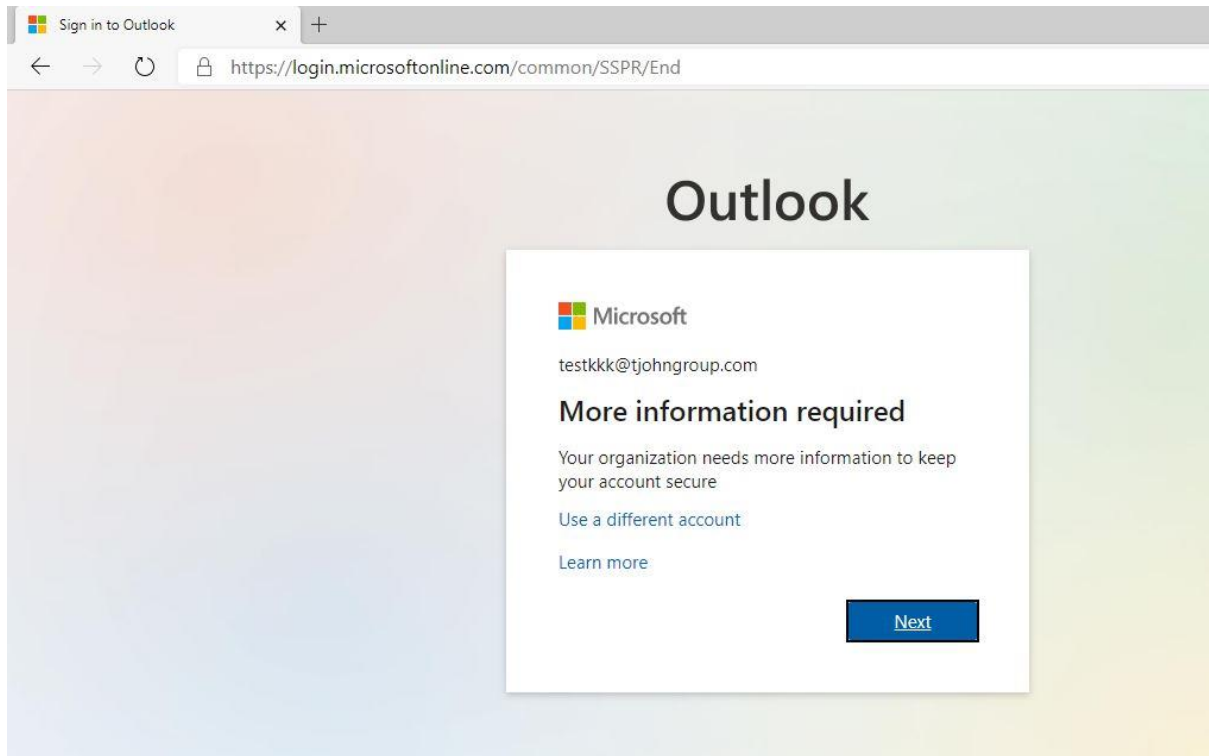 Sign in to Outlook
https://login.microsoftonline.com/common/SSPR/End
Outlook
Microsoft
testkkk@tjohngroup.com
More information required
Your organization needs more information to keep
your account secure
Use a different account
Learn more
Next